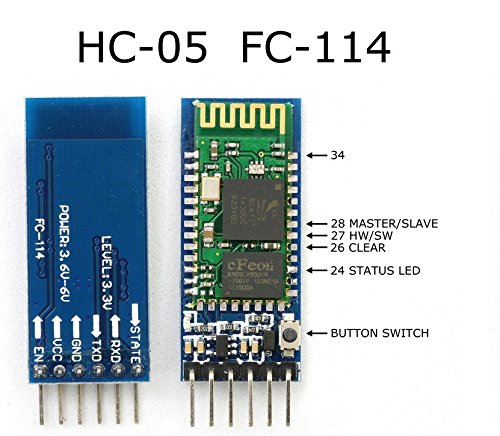 HC-05 FC-114
34
28 MASTER/SLAVE
27 HW/SW
26 CLEAR
24 STATUS LED
BUTTON SWITCH
FC-114
POWER:3.6V-6V
LEVEL:3.3V
EN
VCC
GND
TXD
RXD
STATE
cFeon